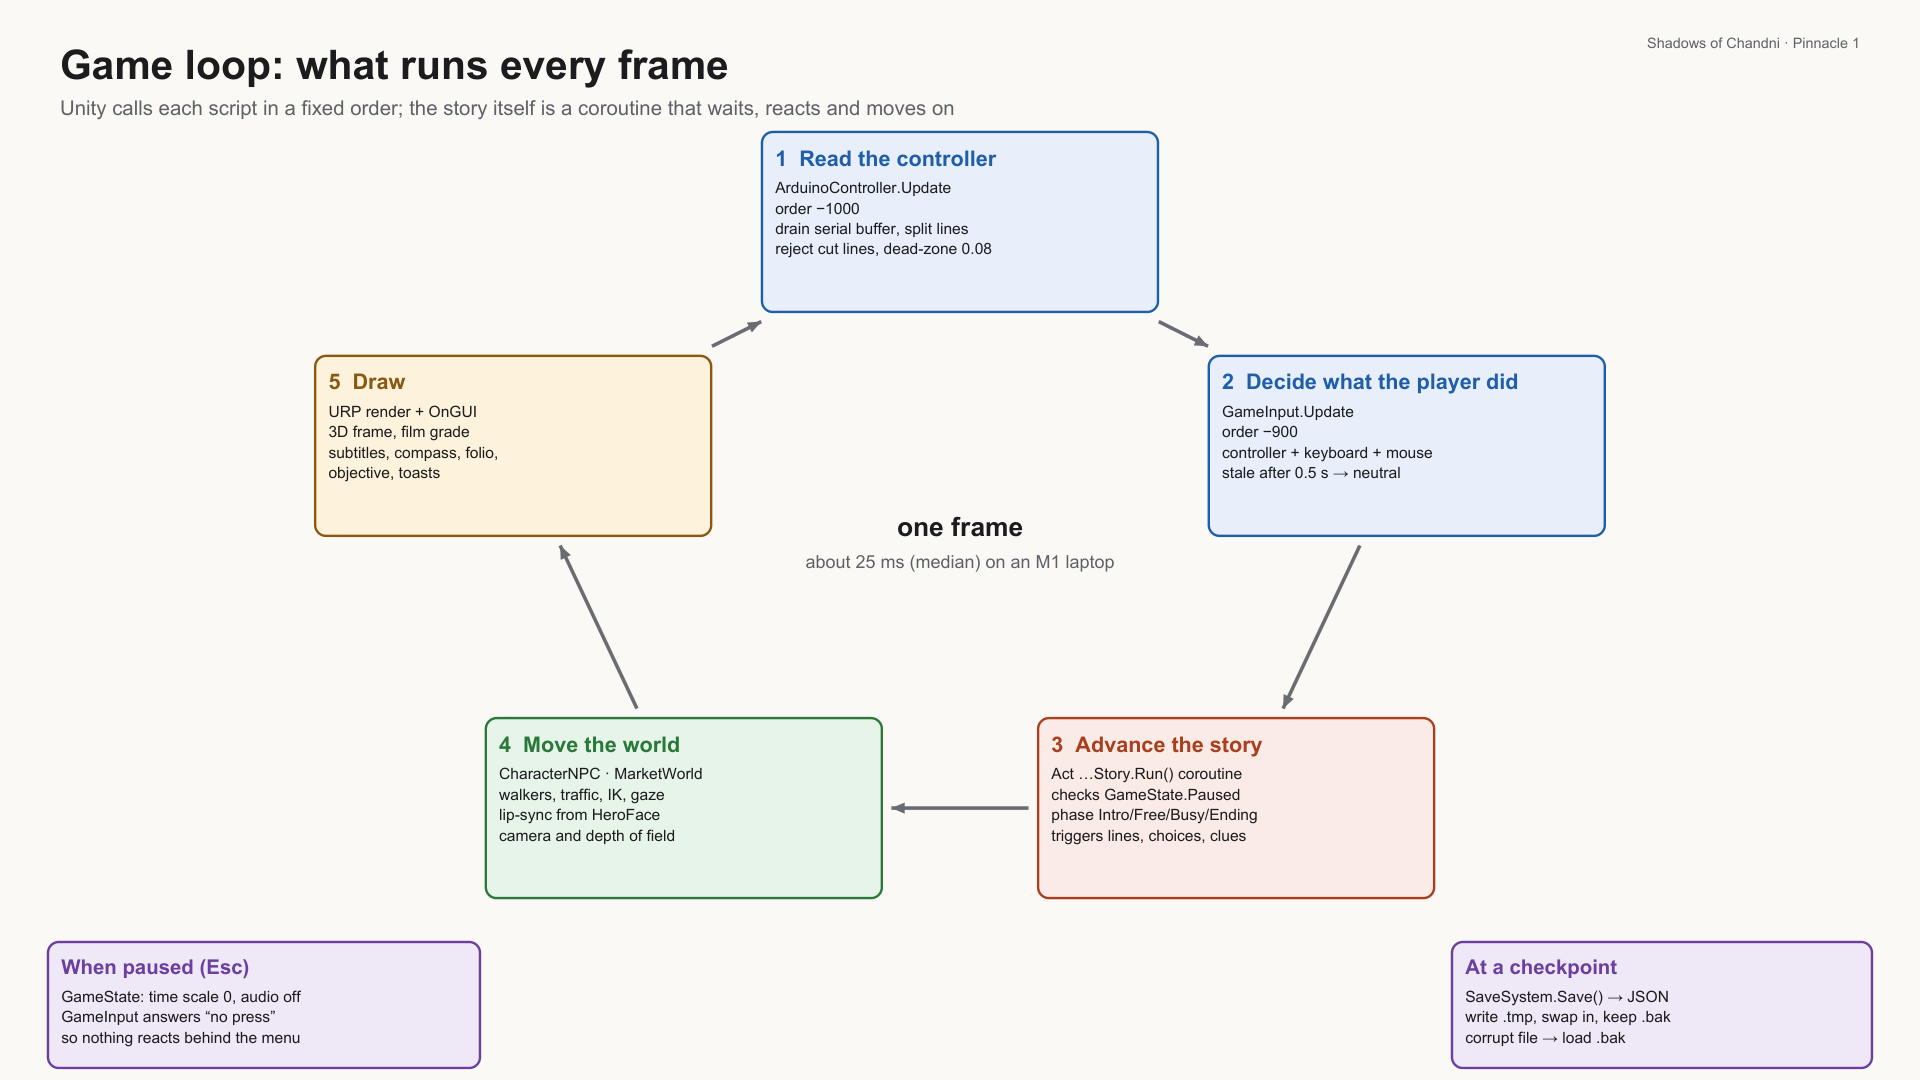 Shadows of Chandni · Pinnacle 1
Game loop: what runs every frame
Unity calls each script in a fixed order; the story itself is a coroutine that waits, reacts and moves on
1 Read the controller
ArduinoController.Update
order −1000
drain serial buffer, split lines
reject cut lines, dead-zone 0.08
2 Decide what the player did
GameInput.Update
order −900
controller + keyboard + mouse
stale after 0.5 s → neutral
5 Draw
URP render + OnGUI
3D frame, film grade
subtitles, compass, folio,
objective, toasts
one frame
about 25 ms (median) on an M1 laptop
3 Advance the story
Act …Story.Run() coroutine
checks GameState.Paused
phase Intro/Free/Busy/Ending
triggers lines, choices, clues
4 Move the world
CharacterNPC · MarketWorld
walkers, traffic, IK, gaze
lip-sync from HeroFace
camera and depth of field
When paused (Esc)
GameState: time scale 0, audio off
GameInput answers “no press”
so nothing reacts behind the menu
At a checkpoint
SaveSystem.Save() → JSON
write .tmp, swap in, keep .bak
corrupt file → load .bak